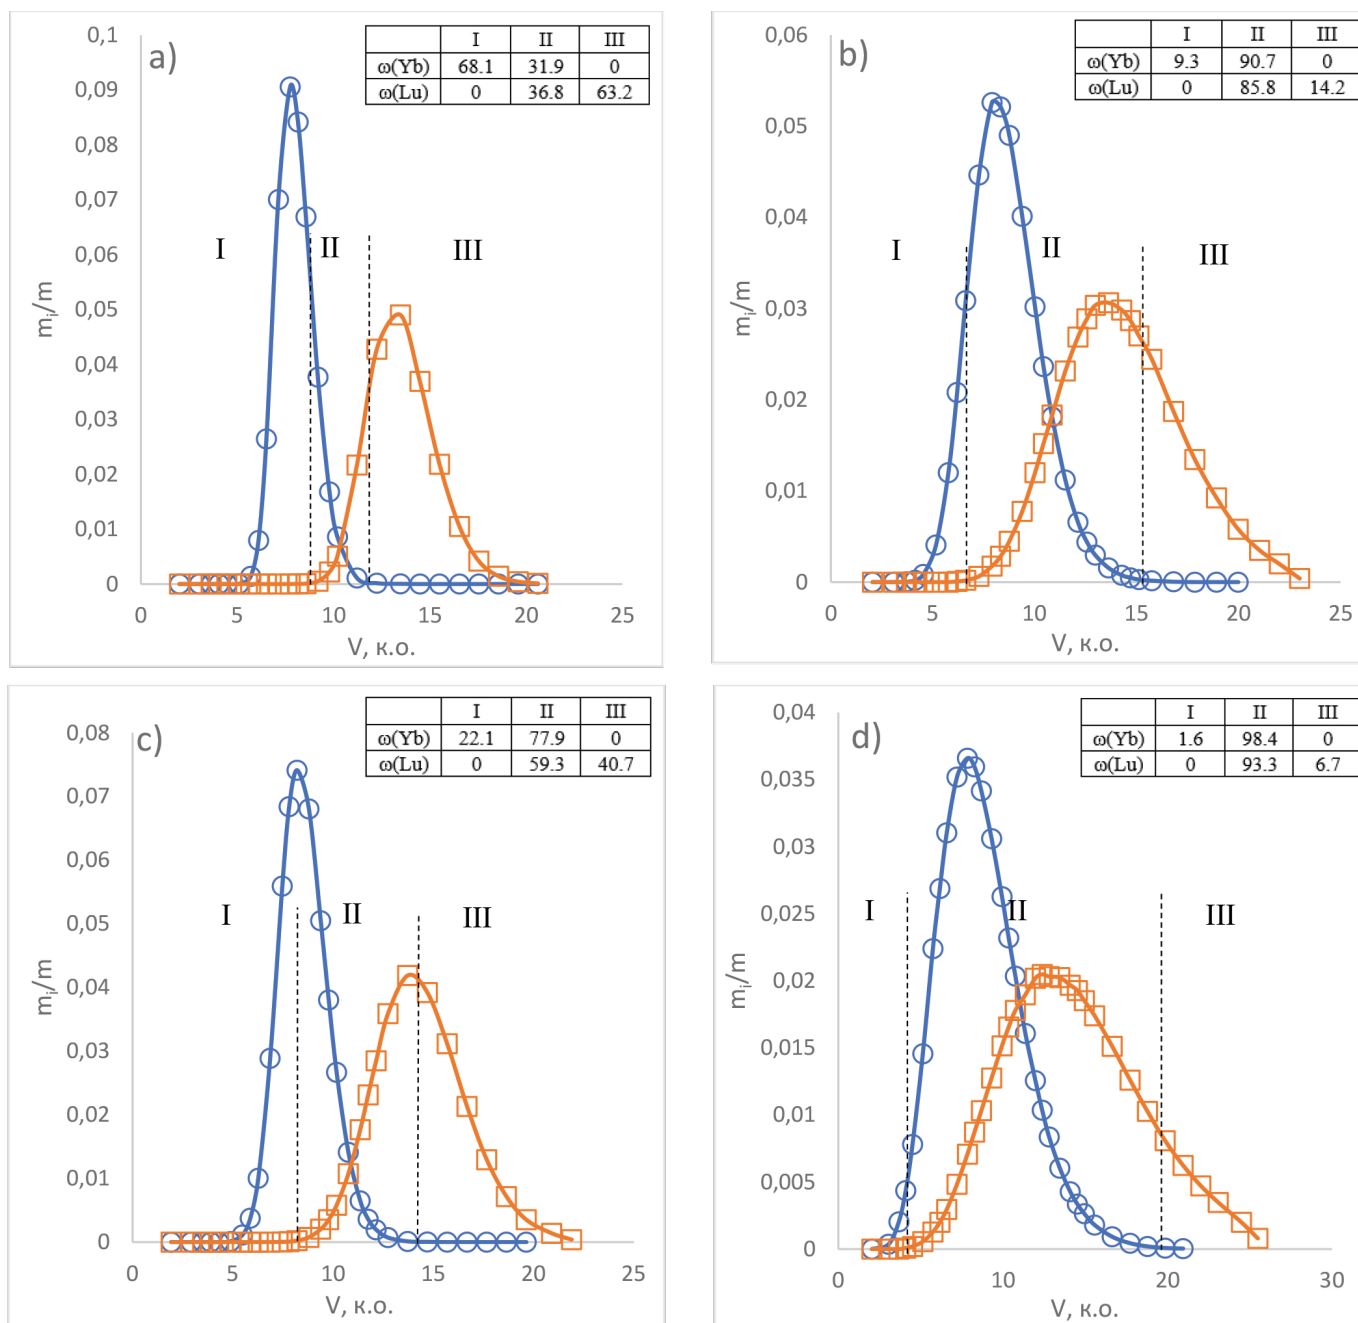 a)
I II III
ω(Yb) 68.1 31.9 0
ω(Lu) 0 36.8 63.2
0,1
0,09
0,08
0,07
0,06
0,05
0,04
0,03
0,02
0,01
0
mᵢ/m
I II III
0 5 10 15 20 25
V, к.о.
b)
I II III
ω(Yb) 9.3 90.7 0
ω(Lu) 0 85.8 14.2
0,06
0,05
0,04
0,03
0,02
0,01
0
mᵢ/m
I II III
0 5 10 15 20 25
V, к.о.
c)
I II III
ω(Yb) 22.1 77.9 0
ω(Lu) 0 59.3 40.7
0,08
0,07
0,06
0,05
0,04
0,03
0,02
0,01
0
mᵢ/m
I II III
0 5 10 15 20 25
V, к.о.
d)
I II III
ω(Yb) 1.6 98.4 0
ω(Lu) 0 93.3 6.7
0,04
0,035
0,03
0,025
0,02
0,015
0,01
0,005
0
mᵢ/m
I II III
0 10 20 30
V, к.о.